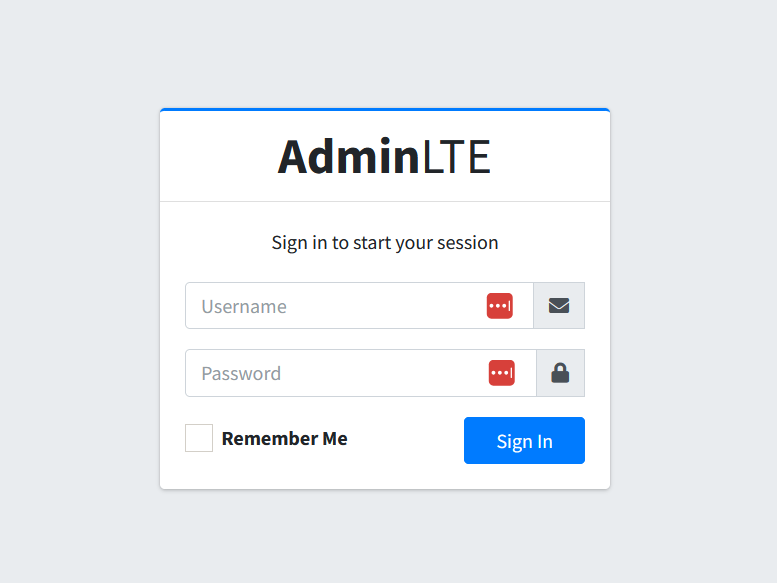 AdminLTE
Sign in to start your session
Username
Password
Remember Me
Sign In